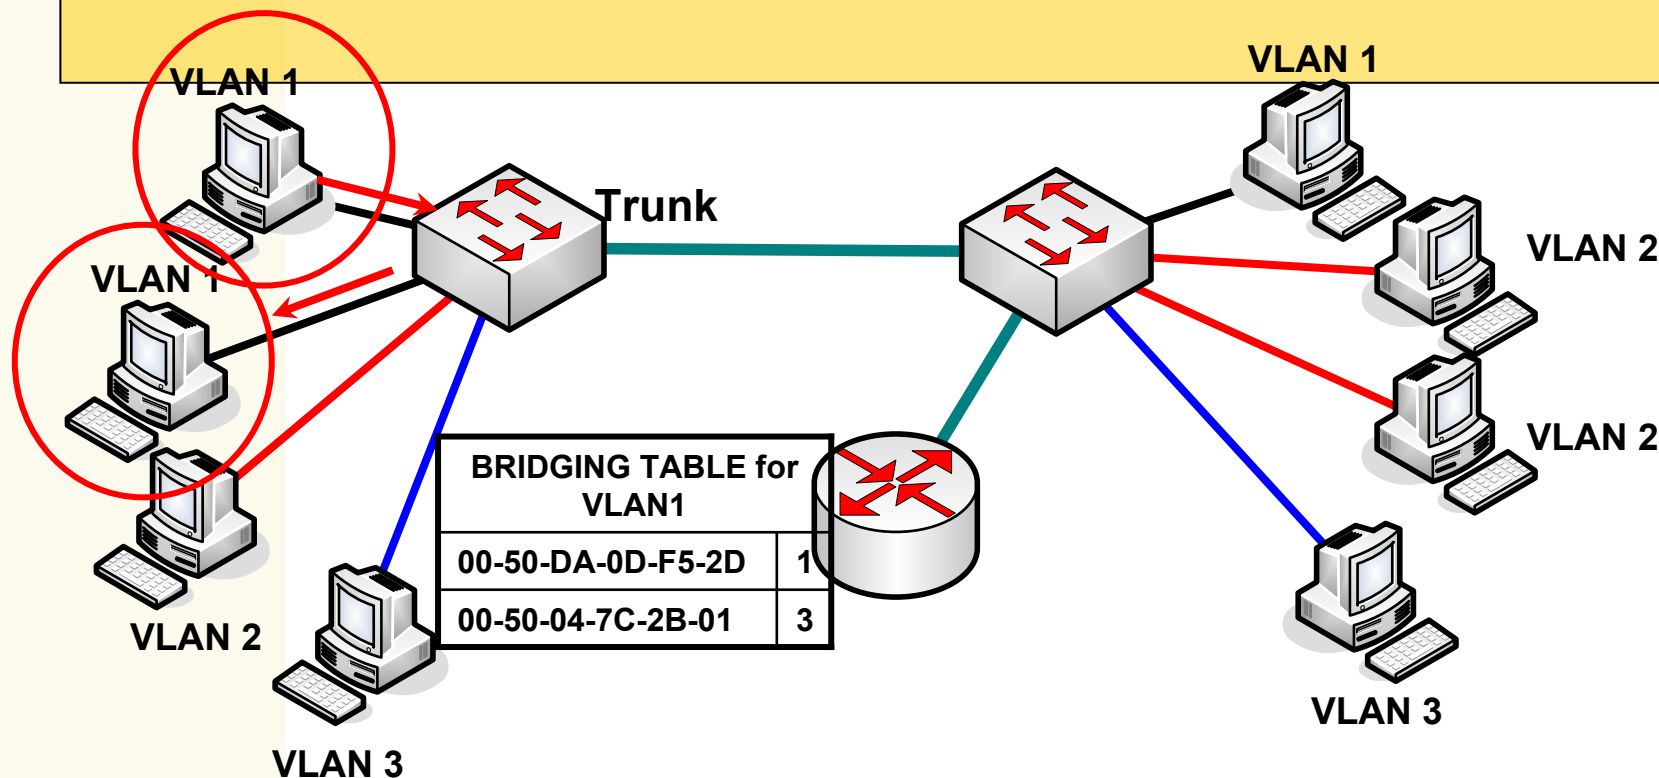 VLAN 1
VLAN 1
Trunk
VLAN 2
VLAN 1
VLAN 2
BRIDGING TABLE for
VLAN1
00-50-DA-0D-F5-2D 1
00-50-04-7C-2B-01 3
VLAN 2
VLAN 3
VLAN 3